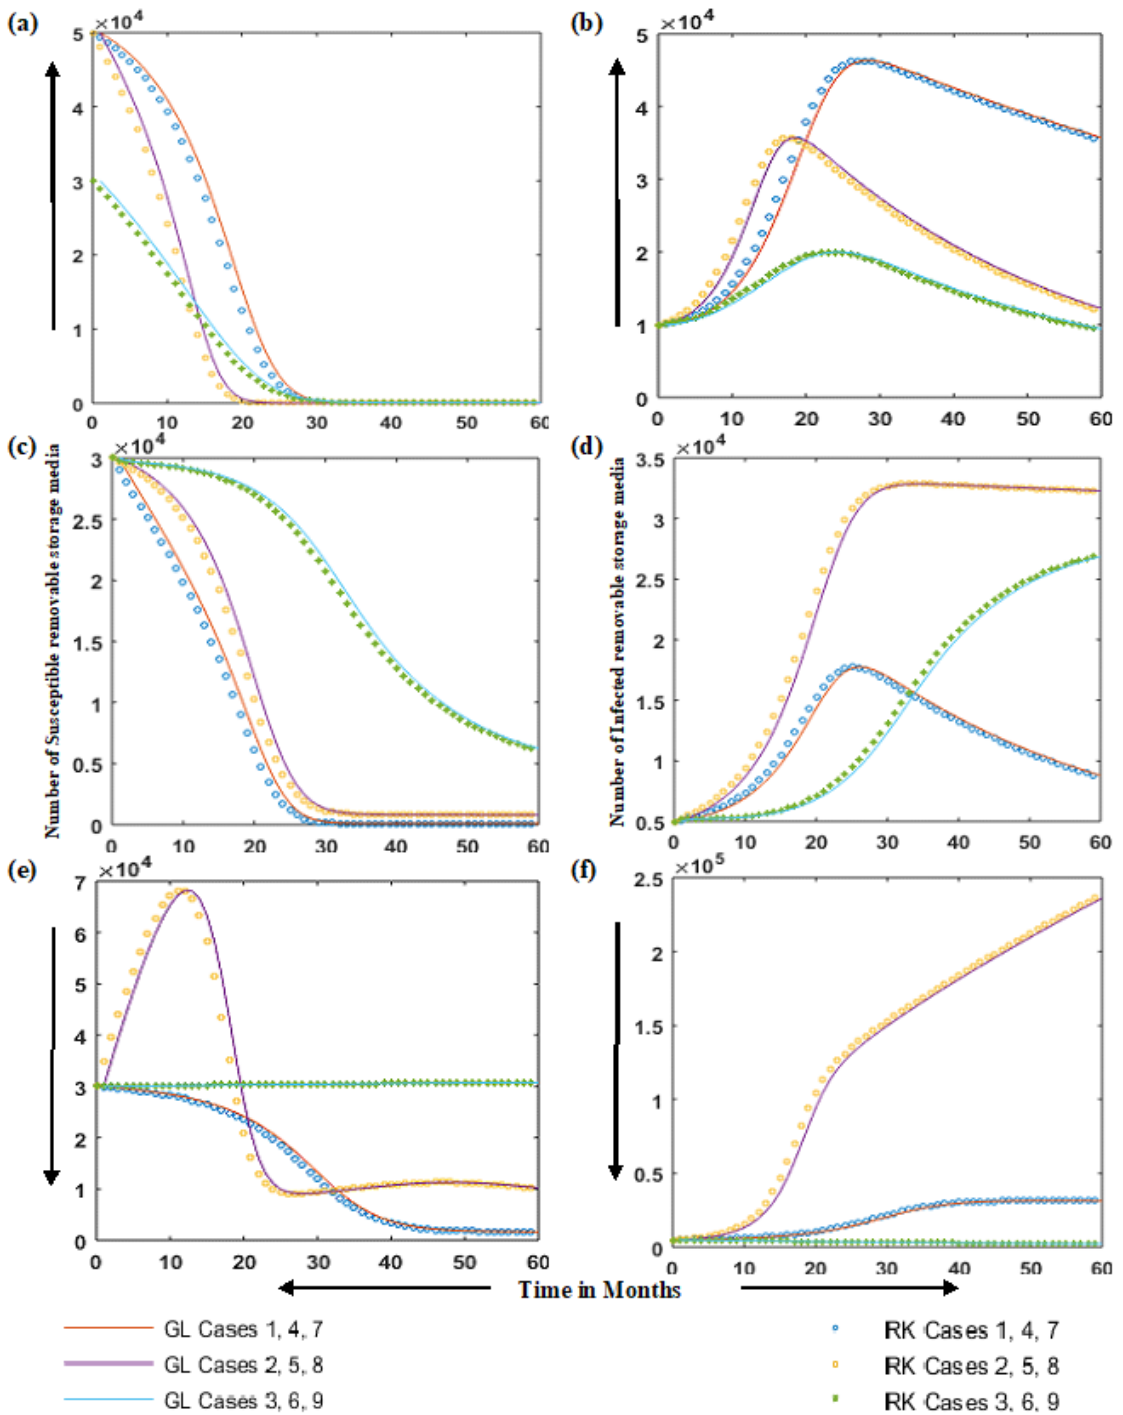 (a)
×10⁴
5
4
3
2
1
0
0 10 20 30 40 50 60
(b)
×10⁴
5
4
3
2
1
0
0 10 20 30 40 50 60
(c)
Number of Susceptible removable storage media
×10⁴
3
2.5
2
1.5
1
0.5
0
0 10 20 30 40 50 60
(d)
Number of Infected removable storage media
×10⁴
3.5
3
2.5
2
1.5
1
0.5
0 10 20 30 40 50 60
(e)
×10⁴
7
6
5
4
3
2
1
0
0 10 20 30 40 50 60
(f)
×10⁵
2.5
2
1.5
1
0.5
0
0 10 20 30 40 50 60
Time in Months
GL Cases 1, 4, 7
GL Cases 2, 5, 8
GL Cases 3, 6, 9
RK Cases 1, 4, 7
RK Cases 2, 5, 8
RK Cases 3, 6, 9